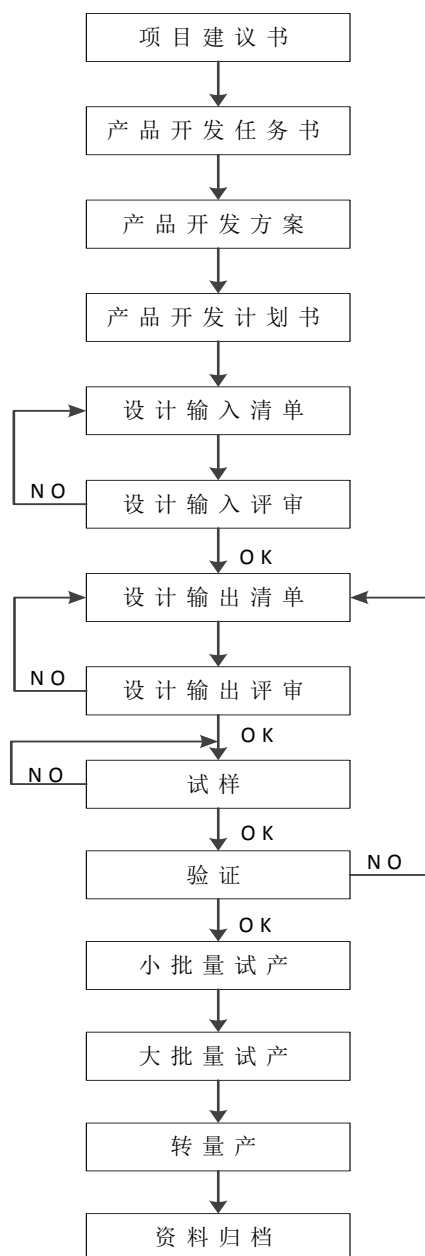 项目建议书
产品开发任务书
产品开发方案
产品开发计划书
设计输入清单
NO
设计输入评审
OK
设计输出清单
NO
设计输出评审
OK
NO
试样
OK
验证
NO
OK
小批量试产
大批量试产
转量产
资料归档